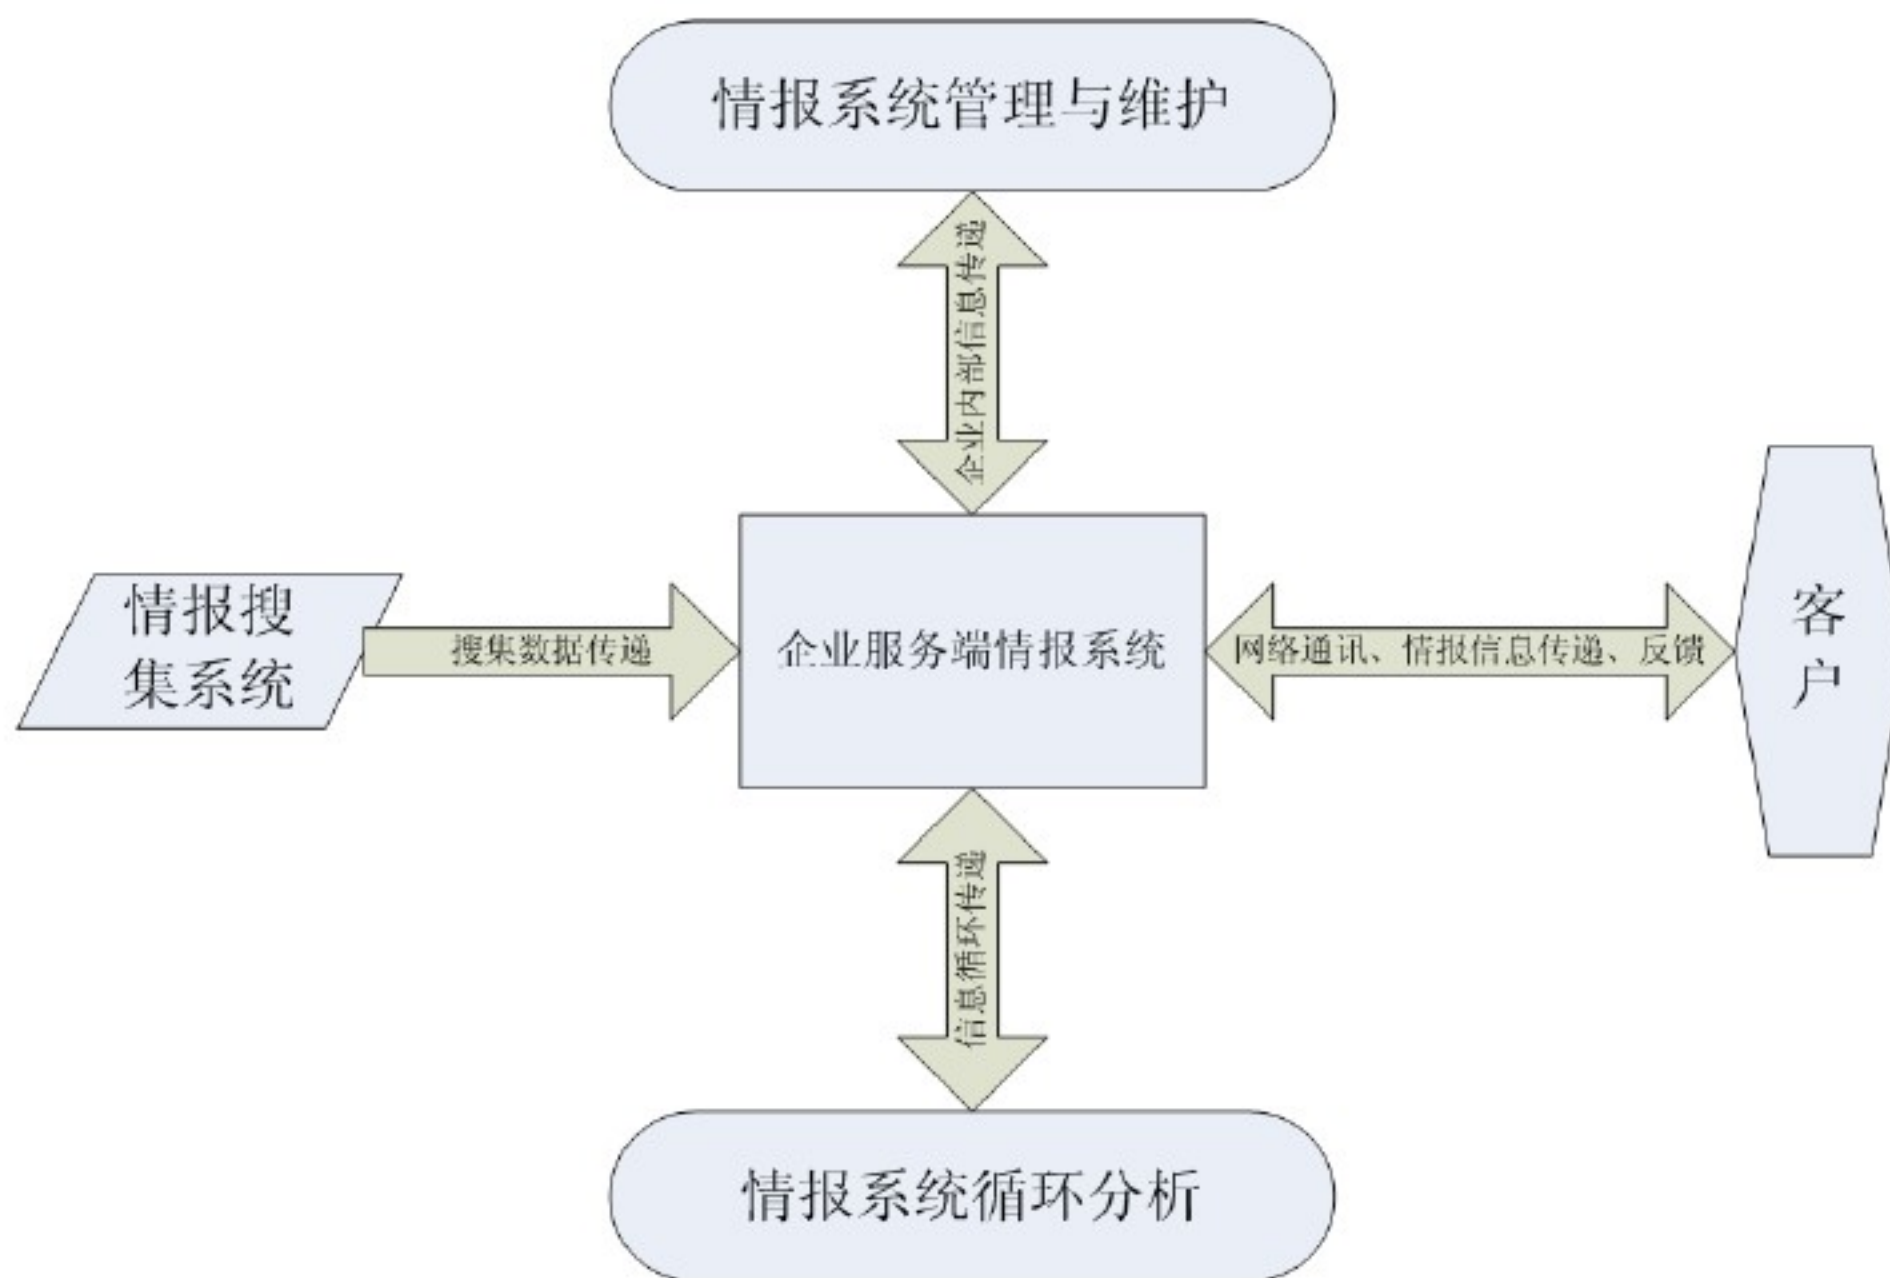 情报系统管理与维护
企业内部信息传递
情报搜
集系统
搜集数据传递
企业服务端情报系统
网络通讯、情报信息传递、反馈
客
户
信息循环传递
情报系统循环分析